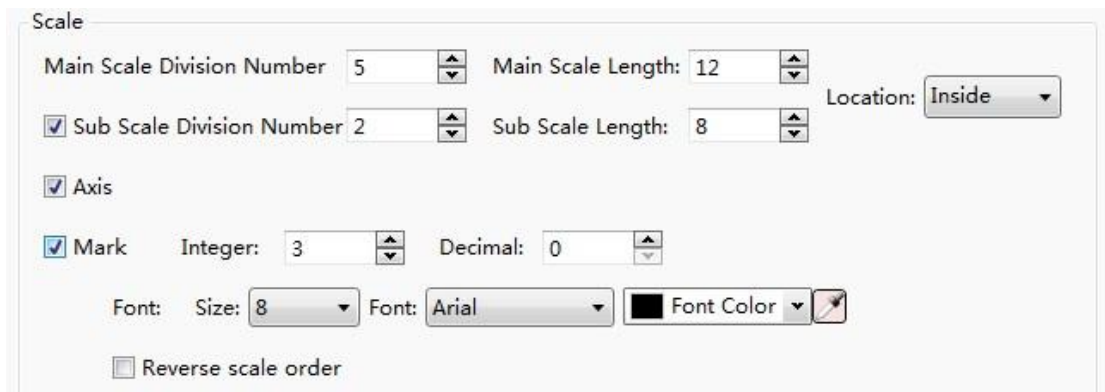 Scale
Main Scale Division Number 5 Main Scale Length: 12
Location: Inside
Sub Scale Division Number 2 Sub Scale Length: 8
Axis
Mark Integer: 3 Decimal: 0
Font: Size: 8 Font: Arial Font Color
Reverse scale order